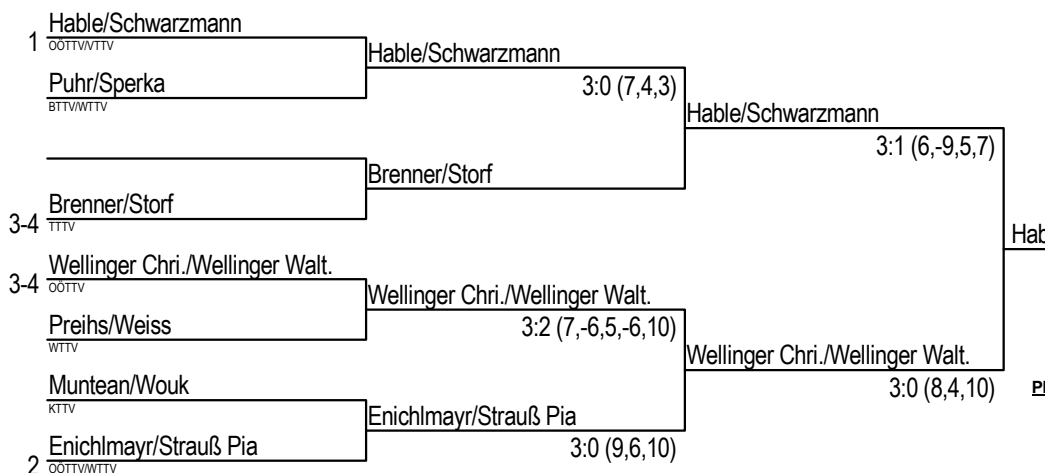 Hable/Schwarzmann
1
OÖTTV/VTTV
Hable/Schwarzmann
Puhr/Sperka
3:0 (7,4,3)
BTTV/WTTV
Hable/Schwarzmann
3:1 (6,-9,5,7)
Brenner/Storf
Brenner/Storf
3-4
TTTV
Hab
Wellinger Chri./Wellinger Walt.
3-4
OÖTTV
Wellinger Chri./Wellinger Walt.
Preihs/Weiss
3:2 (7,-6,5,-6,10)
WTTV
Wellinger Chri./Wellinger Walt.
Muntean/Wouk
3:0 (8,4,10)
KTTV
Enichlmayr/Strauß Pia
Enichlmayr/Strauß Pia
3:0 (9,6,10)
2
OÖTTV/WTTV